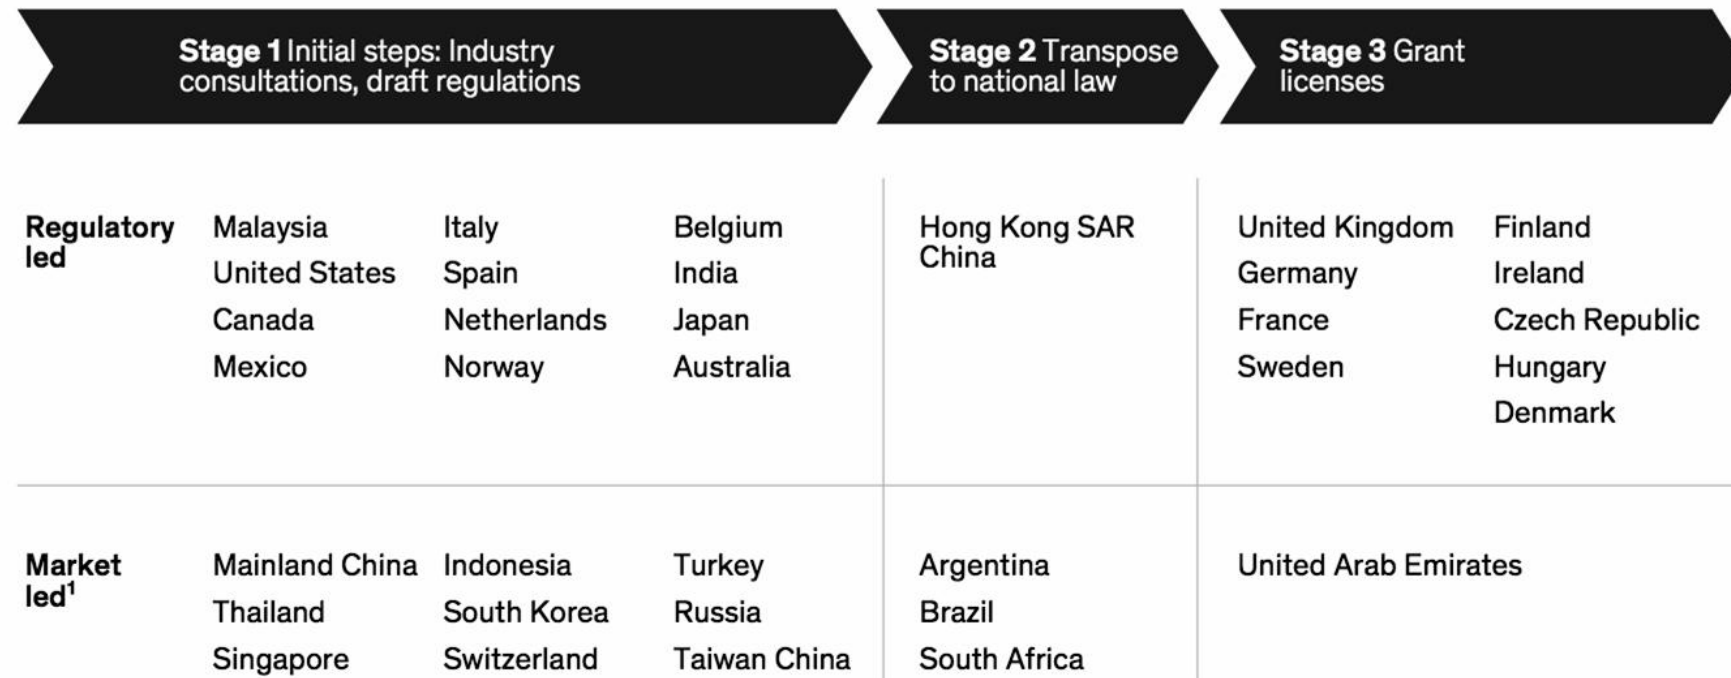 Stage 1 Initial steps: Industry
consultations, draft regulations
Stage 2 Transpose
to national law
Stage 3 Grant
licenses
Regulatory
led
Malaysia
United States
Canada
Mexico
Italy
Spain
Netherlands
Norway
Belgium
India
Japan
Australia
Hong Kong SAR
China
United Kingdom
Germany
France
Sweden
Finland
Ireland
Czech Republic
Hungary
Denmark
Market
led¹
Mainland China
Thailand
Singapore
Indonesia
South Korea
Switzerland
Turkey
Russia
Taiwan China
Argentina
Brazil
South Africa
United Arab Emirates